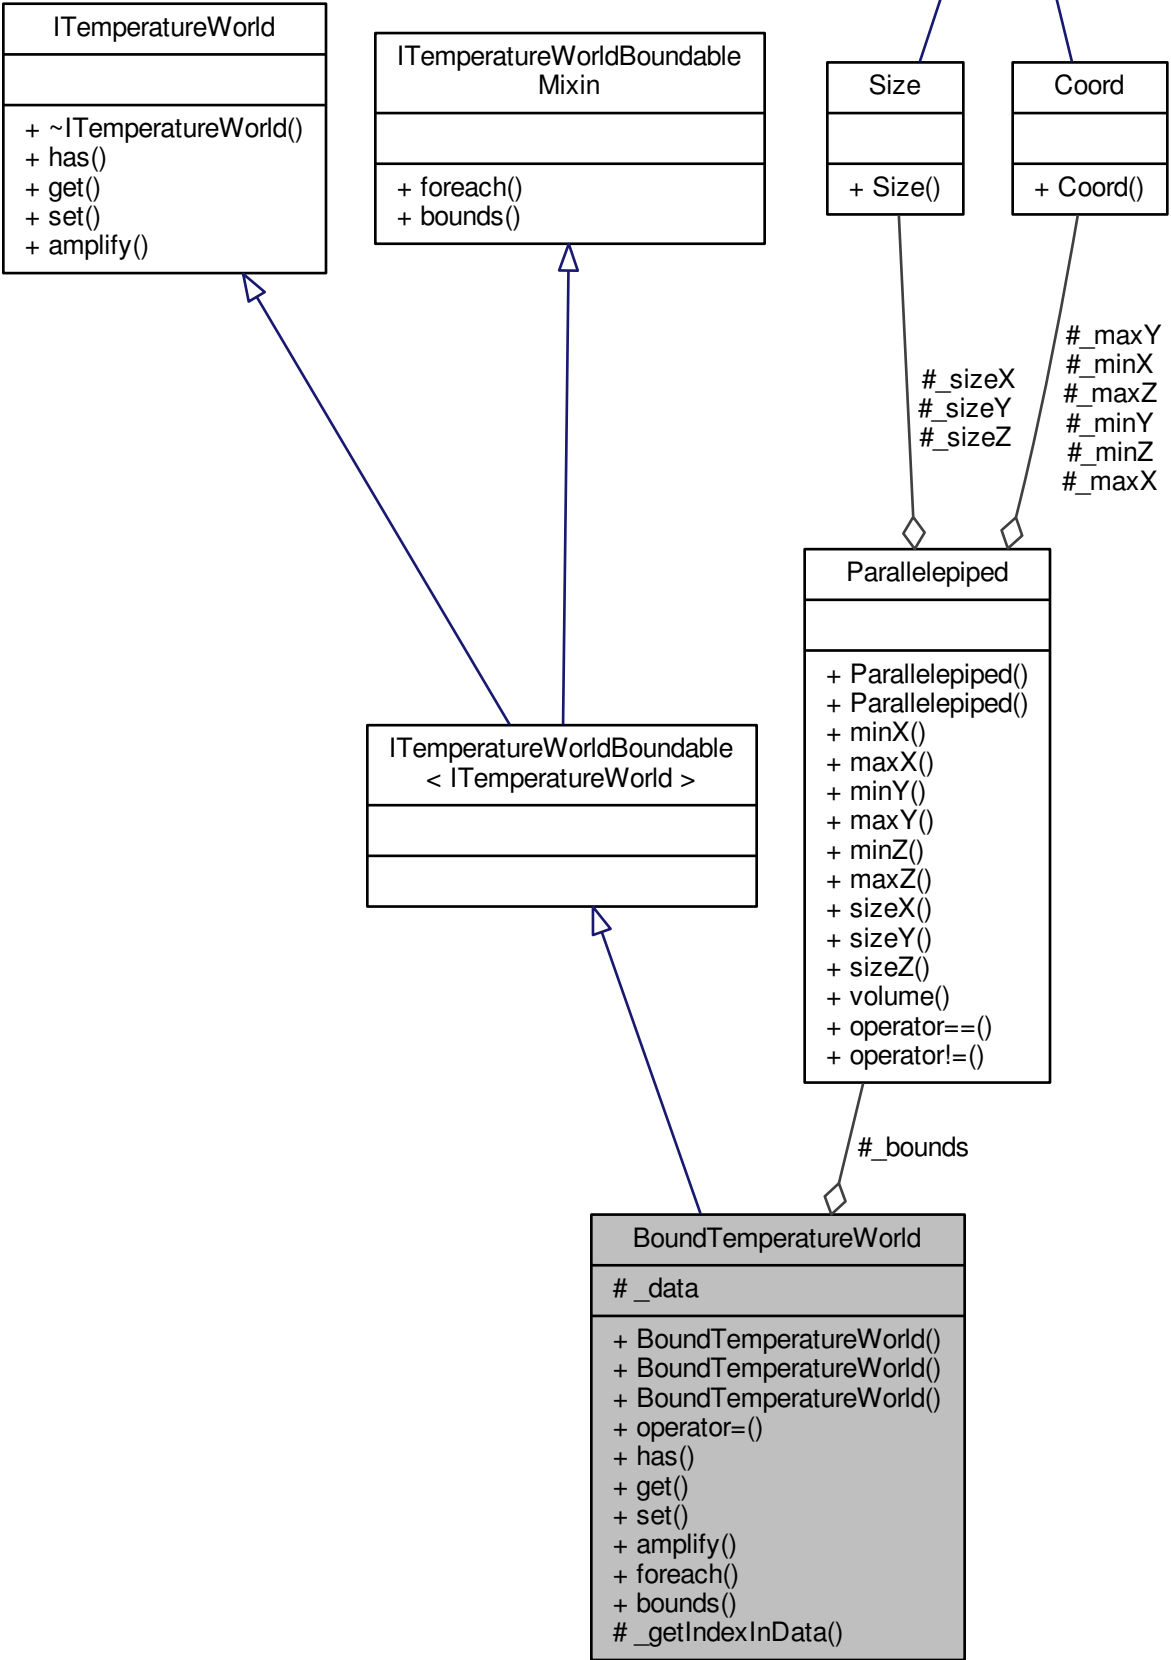 ITemperatureWorld
+ ~ITemperatureWorld()
+ has()
+ get()
+ set()
+ amplify()
ITemperatureWorldBoundable
Mixin
+ foreach()
+ bounds()
Size
+ Size()
Coord
+ Coord()
#_sizeX
#_sizeY
#_sizeZ
#_maxY
#_minX
#_maxZ
#_minY
#_minZ
#_maxX
Parallelepiped
+ Parallelepiped()
+ Parallelepiped()
+ minX()
+ maxX()
+ minY()
+ maxY()
+ minZ()
+ maxZ()
+ sizeX()
+ sizeY()
+ sizeZ()
+ volume()
+ operator==()
+ operator!=()
ITemperatureWorldBoundable
< ITemperatureWorld >
#_bounds
BoundTemperatureWorld
# _data
+ BoundTemperatureWorld()
+ BoundTemperatureWorld()
+ BoundTemperatureWorld()
+ operator=()
+ has()
+ get()
+ set()
+ amplify()
+ foreach()
+ bounds()
# _getIndexInData()